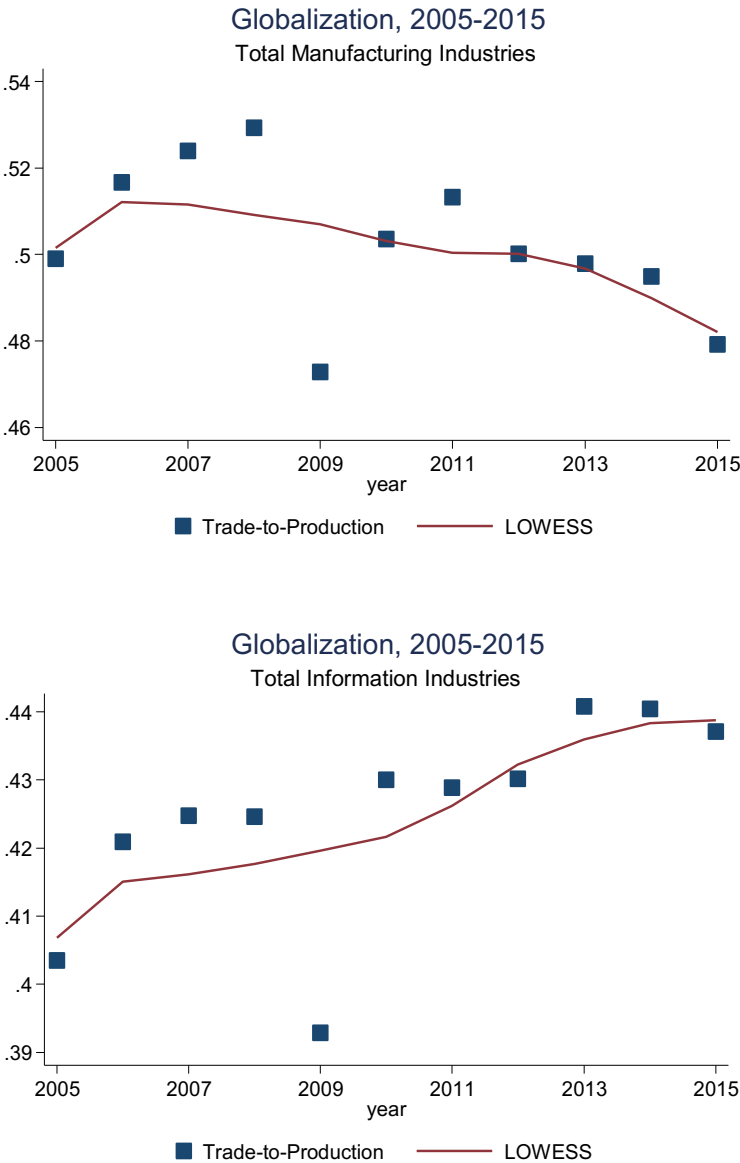 Globalization, 2005-2015
Total Manufacturing Industries
.54
.52
.5
.48
.46
2005 2007 2009 2011 2013 2015
year
Trade-to-Production LOWESS
Globalization, 2005-2015
Total Information Industries
.44
.43
.42
.41
.4
.39
2005 2007 2009 2011 2013 2015
year
Trade-to-Production LOWESS